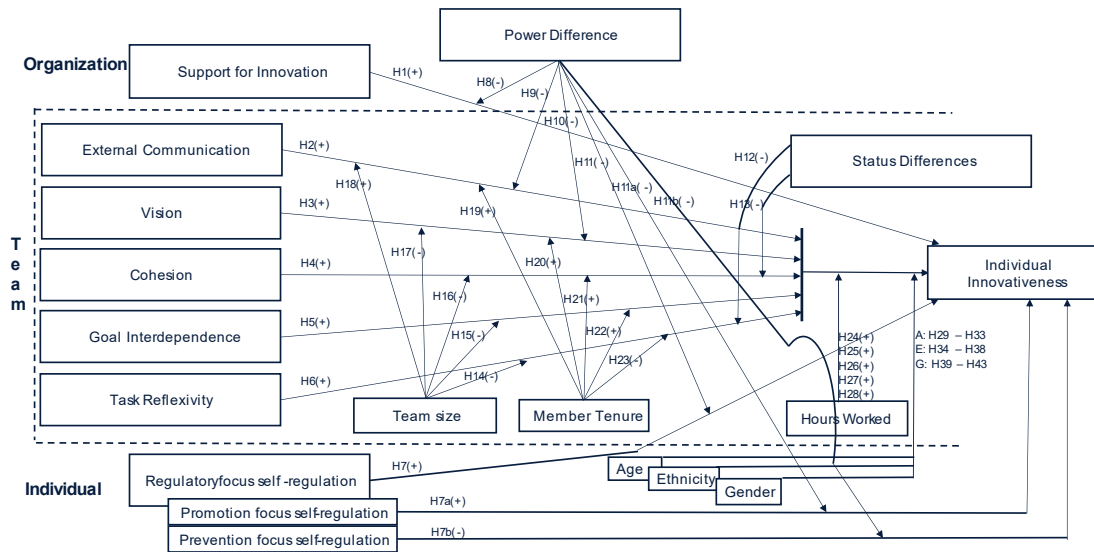 Power Difference
Organization
Support for Innovation
H1(+)
H8(-)
H9(-)
H10(-)
External Communication
H2(+)
H12(-)
Status Differences
H11(-)
H18(+)
H11a(-)
H11b(-)
H13(-)
Vision
H3(+)
H19(+)
Team
H17(-)
H20(+)
Cohesion
H4(+)
Individual
Innovativeness
H16(-)
H21(+)
Goal Interdependence
H5(+)
H15(-)
H22(+)
H24(+)
H25(+)
H26(+)
H27(+)
H28(+)
A: H29 – H33
E: H34 – H38
G: H39 – H43
H23(-)
H14(-)
Task Reflexivity
H6(+)
Team size
Member Tenure
Hours Worked
H7(+)
Age
Regulatory focus self -regulation
Ethnicity
Individual
Gender
Promotion focus self-regulation
H7a(+)
Prevention focus self-regulation
H7b(-)